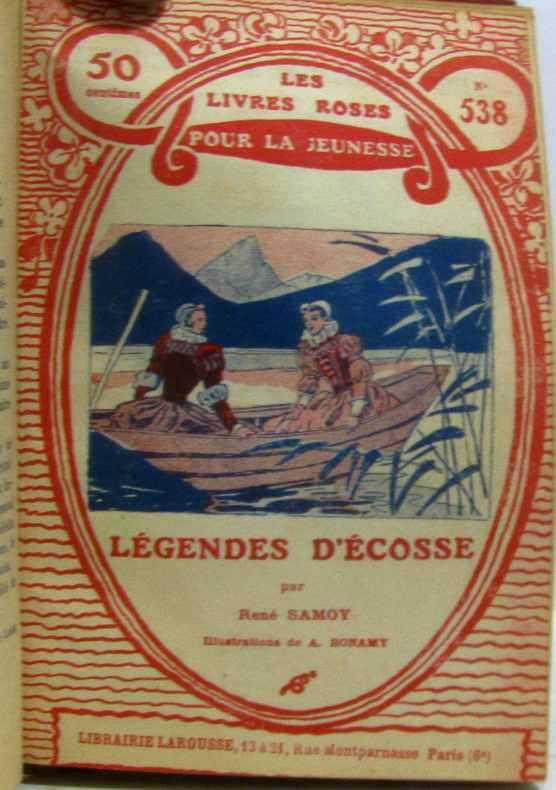 50
centimes
LES
LIVRES ROSES
POUR LA JEUNESSE
N°
538
LÉGENDES D'ÉCOSSE
par
René SAMOY
Illustrations de A. BONAMY
LIBRAIRIE LAROUSSE, 13 à 21, Rue Montparnasse Paris (6e)